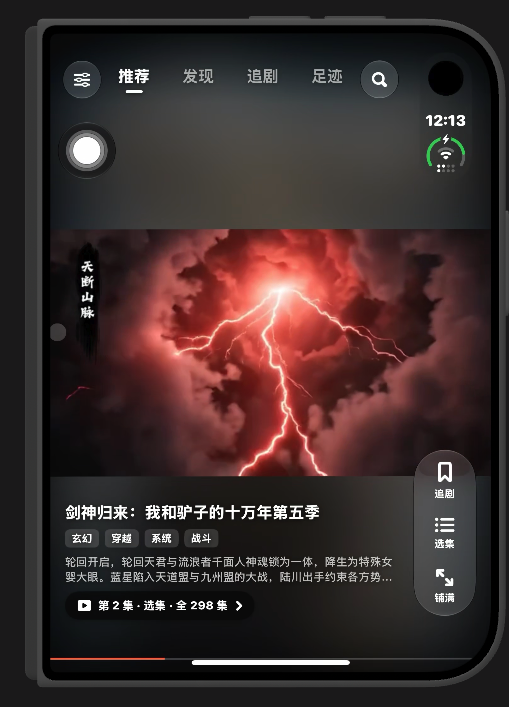 推荐 发现 追剧 足迹
12:13
天断山脉
剑神归来：我和驴子的十万年第五季
玄幻 穿越 系统 战斗
轮回开启，轮回天君与流浪者千面人神魂锁为一体，降生为特殊女
婴大眼。蓝星陷入天道盟与九州盟的大战，陆川出手约束各方势...
第 2 集 · 选集 · 全 298 集
追剧
选集
铺满